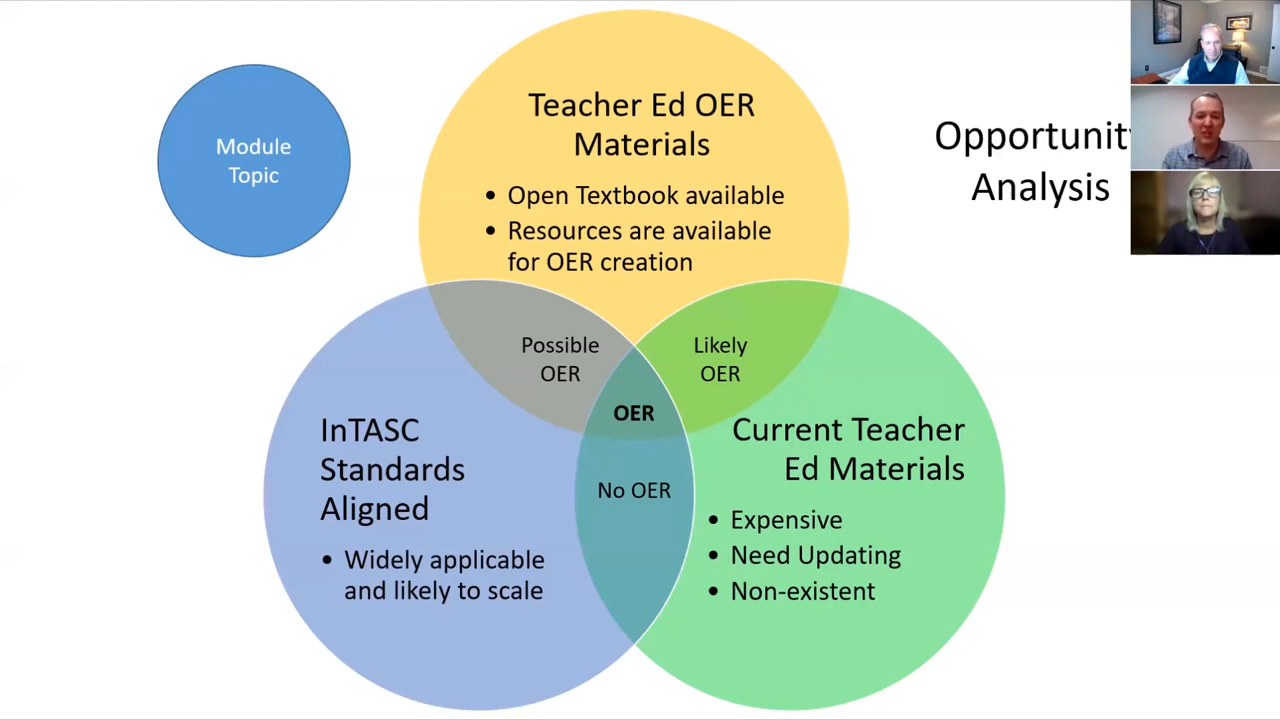 Module
Topic
Teacher Ed OER
Materials
• Open Textbook available
• Resources are available
for OER creation
Opportunit
Analysis
Possible
OER
Likely
OER
OER
No OER
InTASC
Standards
Aligned
• Widely applicable
and likely to scale
Current Teacher
Ed Materials
• Expensive
• Need Updating
• Non-existent